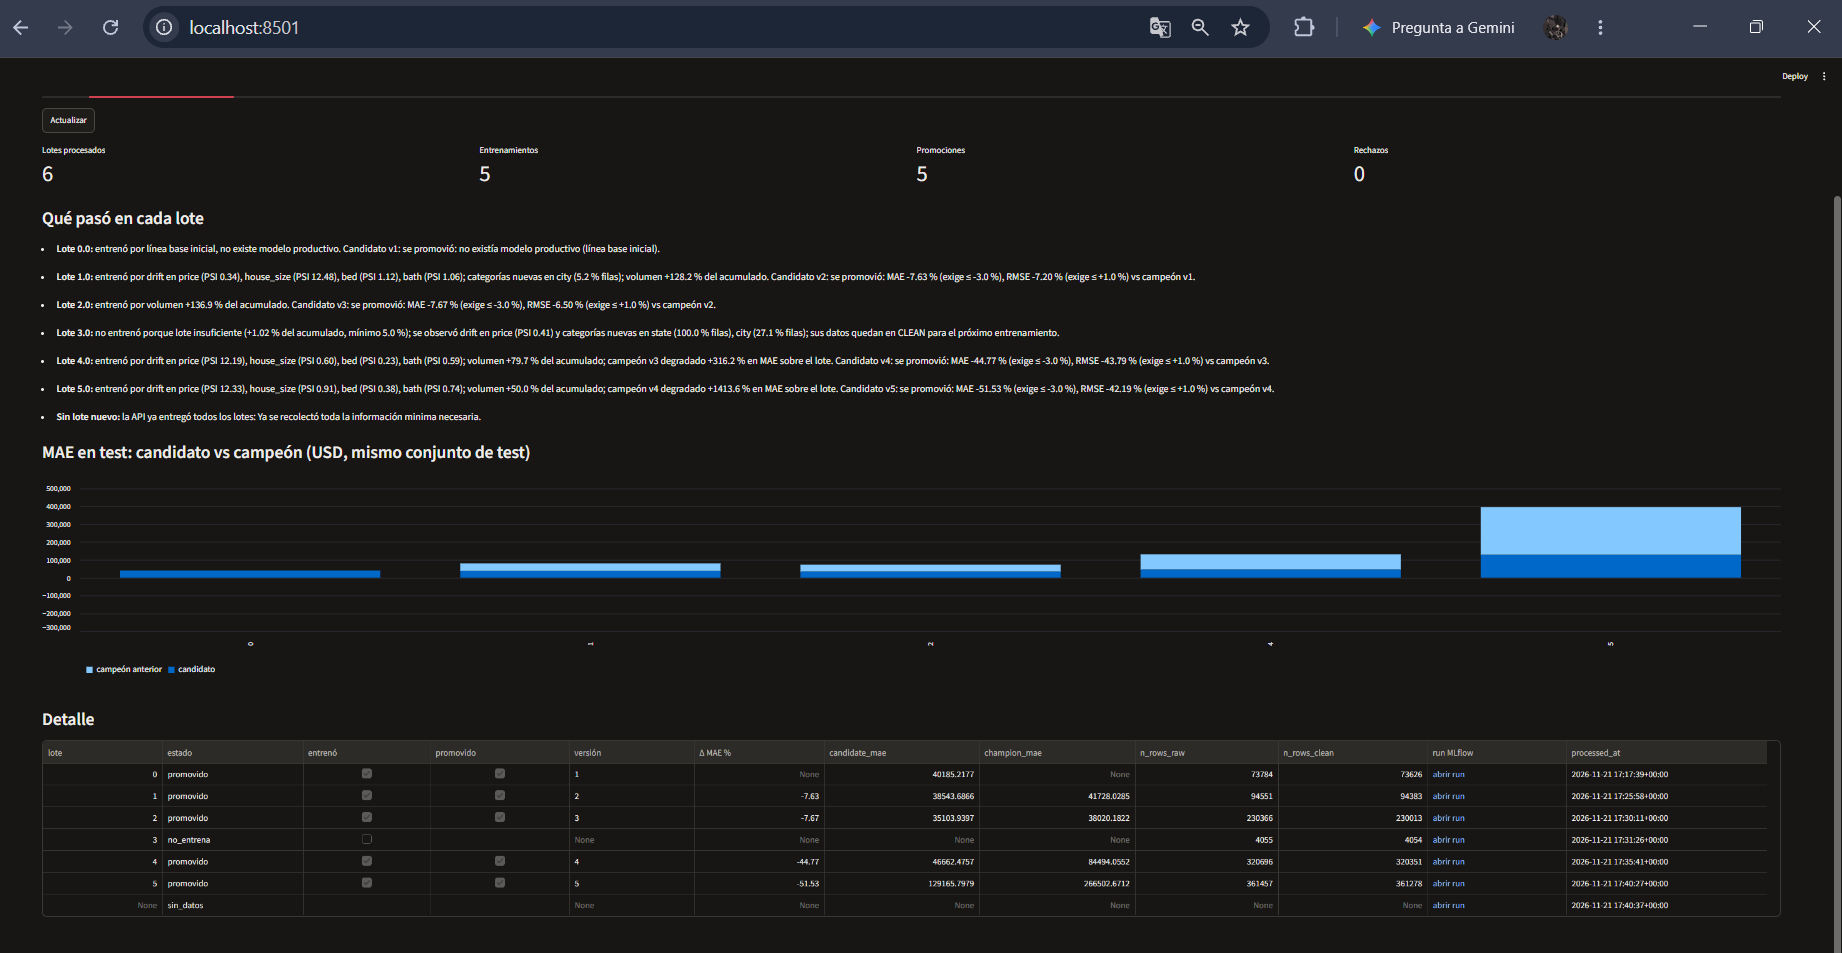 localhost:8501
Pregunta a Gemini
Deploy
Actualizar
Lotes procesados Entrenamientos Promociones Rechazos
6 5 5 0
Qué pasó en cada lote
• Lote 0.0: entrenó por línea base inicial, no existe modelo productivo. Candidato v1: se promovió: no existía modelo productivo (línea base inicial).
• Lote 1.0: entrenó por drift en price (PSI 0.34), house_size (PSI 12.48), bed (PSI 1.12), bath (PSI 1.06); categorías nuevas en city (5.2 % filas); volumen +128.2 % del acumulado. Candidato v2: se promovió: MAE -7.63 % (exige ≤ -3.0 %), RMSE -7.20 % (exige ≤ +1.0 %) vs campeón v1.
• Lote 2.0: entrenó por volumen +136.9 % del acumulado. Candidato v3: se promovió: MAE -7.67 % (exige ≤ -3.0 %), RMSE -6.50 % (exige ≤ +1.0 %) vs campeón v2.
• Lote 3.0: no entrenó porque lote insuficiente (+1.02 % del acumulado, mínimo 5.0 %); se observó drift en price (PSI 0.41) y categorías nuevas en state (100.0 % filas), city (27.1 % filas); sus datos quedan en CLEAN para el próximo entrenamiento.
• Lote 4.0: entrenó por drift en price (PSI 12.19), house_size (PSI 0.60), bed (PSI 0.23), bath (PSI 0.59); volumen +79.7 % del acumulado; campeón v3 degradado +316.2 % en MAE sobre el lote. Candidato v4: se promovió: MAE -44.77 % (exige ≤ -3.0 %), RMSE -43.79 % (exige ≤ +1.0 %) vs campeón v3.
• Lote 5.0: entrenó por drift en price (PSI 12.33), house_size (PSI 0.91), bed (PSI 0.38), bath (PSI 0.74); volumen +50.0 % del acumulado; campeón v4 degradado +1413.6 % en MAE sobre el lote. Candidato v5: se promovió: MAE -51.53 % (exige ≤ -3.0 %), RMSE -42.19 % (exige ≤ +1.0 %) vs campeón v4.
• Sin lote nuevo: la API ya entregó todos los lotes: Ya se recolectó toda la información minima necesaria.
MAE en test: candidato vs campeón (USD, mismo conjunto de test)
500,000
400,000
300,000
200,000
100,000
0
−100,000
−200,000
−300,000
0 1 2 4 5
campeón anterior candidato
Detalle
lote estado entrenó promovido versión Δ MAE % candidate_mae champion_mae n_rows_raw n_rows_clean run MLflow processed_at
0 promovido 1 None 40185.2177 None 73784 73626 abrir run 2026-11-21 17:17:39+00:00
1 promovido 2 -7.63 38543.6866 41728.0285 94551 94383 abrir run 2026-11-21 17:25:58+00:00
2 promovido 3 -7.67 35103.9397 38020.1822 230366 230013 abrir run 2026-11-21 17:30:11+00:00
3 no_entrena None None None None 4055 4054 abrir run 2026-11-21 17:31:26+00:00
4 promovido 4 -44.77 46662.4757 84494.0552 320696 320351 abrir run 2026-11-21 17:35:41+00:00
5 promovido 5 -51.53 129165.7979 266502.6712 361457 361278 abrir run 2026-11-21 17:40:27+00:00
None sin_datos None None None None None None abrir run 2026-11-21 17:40:37+00:00